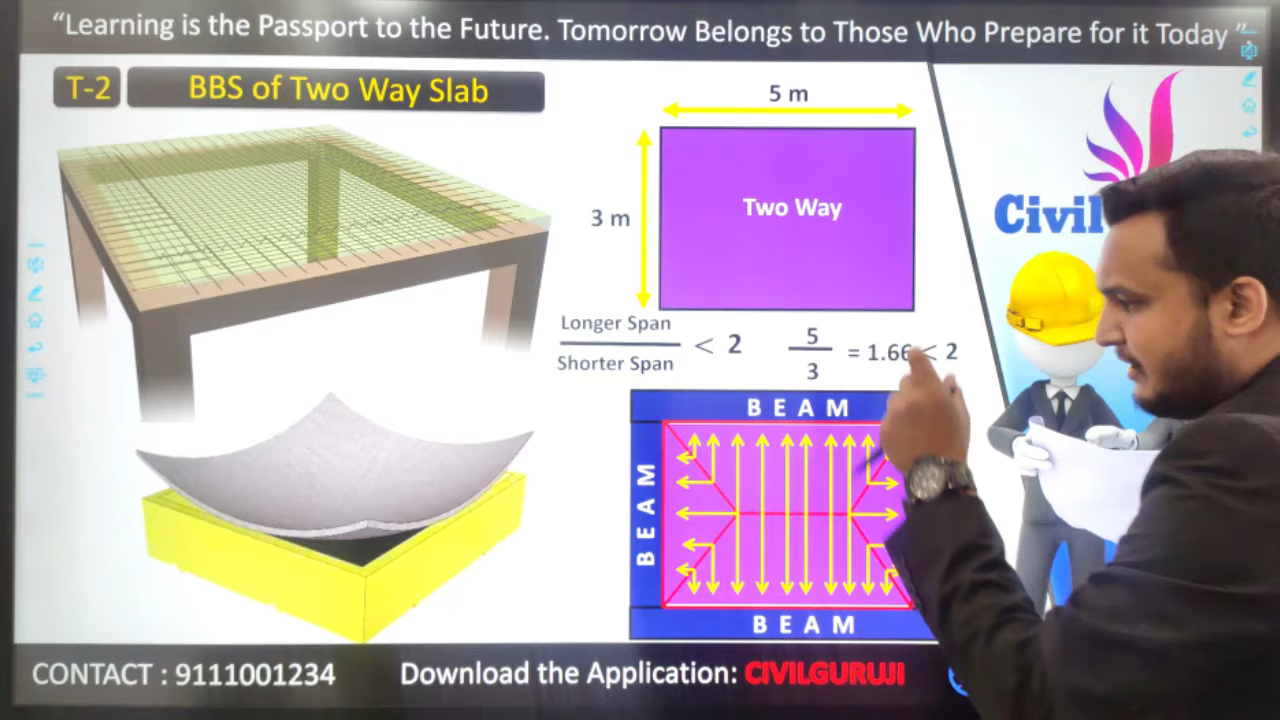 “Learning is the Passport to the Future. Tomorrow Belongs to Those Who Prepare for it Today ”
T-2
BBS of Two Way Slab
5 m
3 m
Two Way
Civil
Longer Span
Shorter Span
< 2
5
3
= 1.66 < 2
BEAM
BEAM
BEAM
CONTACT : 9111001234
Download the Application: CIVILGURUJI